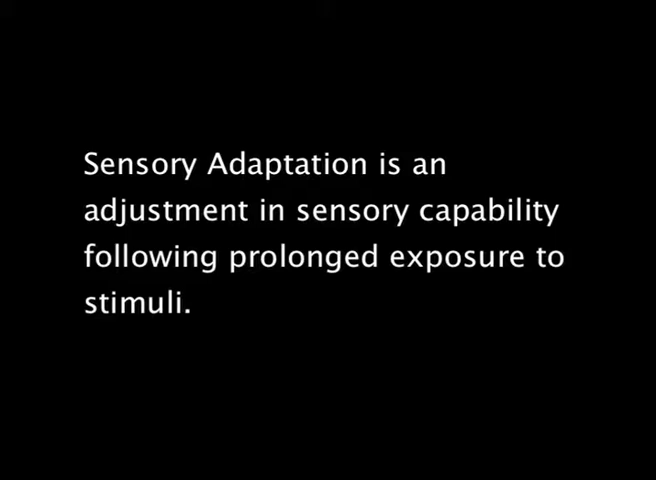 Sensory Adaptation is an
adjustment in sensory capability
following prolonged exposure to
stimuli.